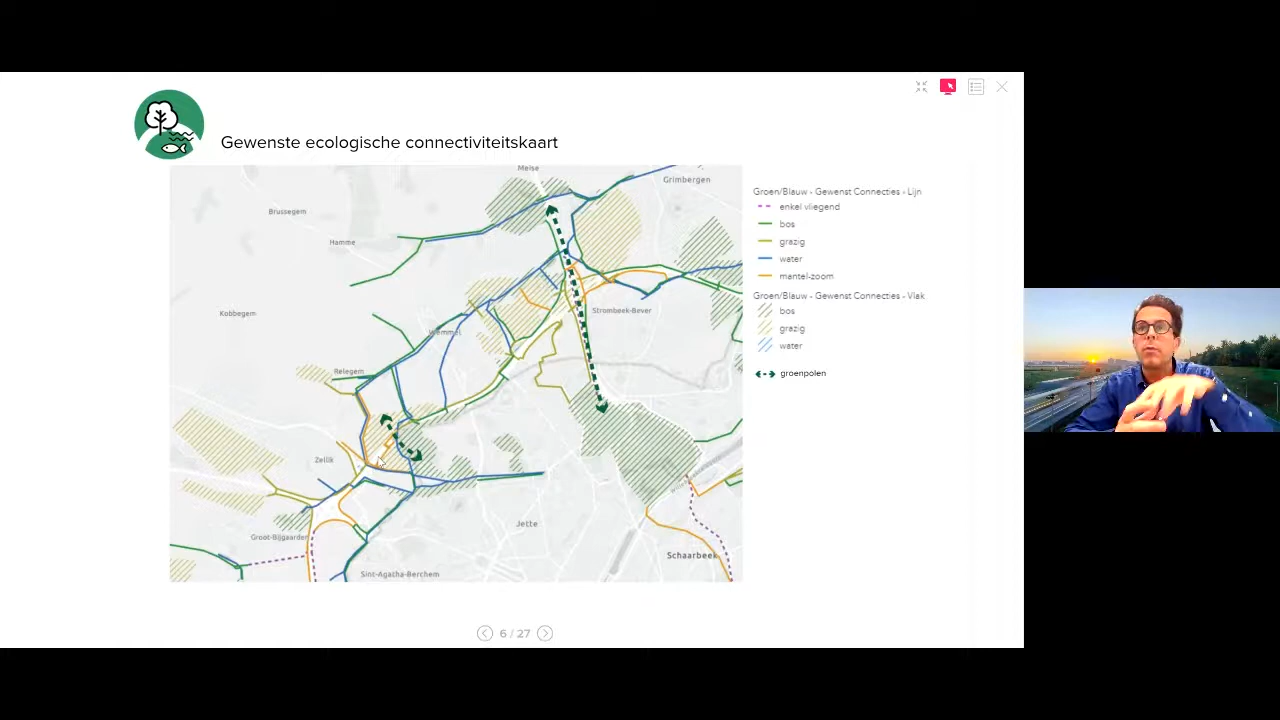 Gewenste ecologische connectiviteitskaart
Meise
Grimbergen
Brussegem
Hamme
Kobbegem
Strombeek-Bever
Wemmel
Relegem
Zellik
Jette
Groot-Bijgaarden
Schaarbeek
Sint-Agatha-Berchem
Groen/Blauw - Gewenst Connecties - Lijn
enkel vliegend
bos
grazig
water
mantel-zoom
Groen/Blauw - Gewenst Connecties - Vlak
bos
grazig
water
groenpolen
6 / 27